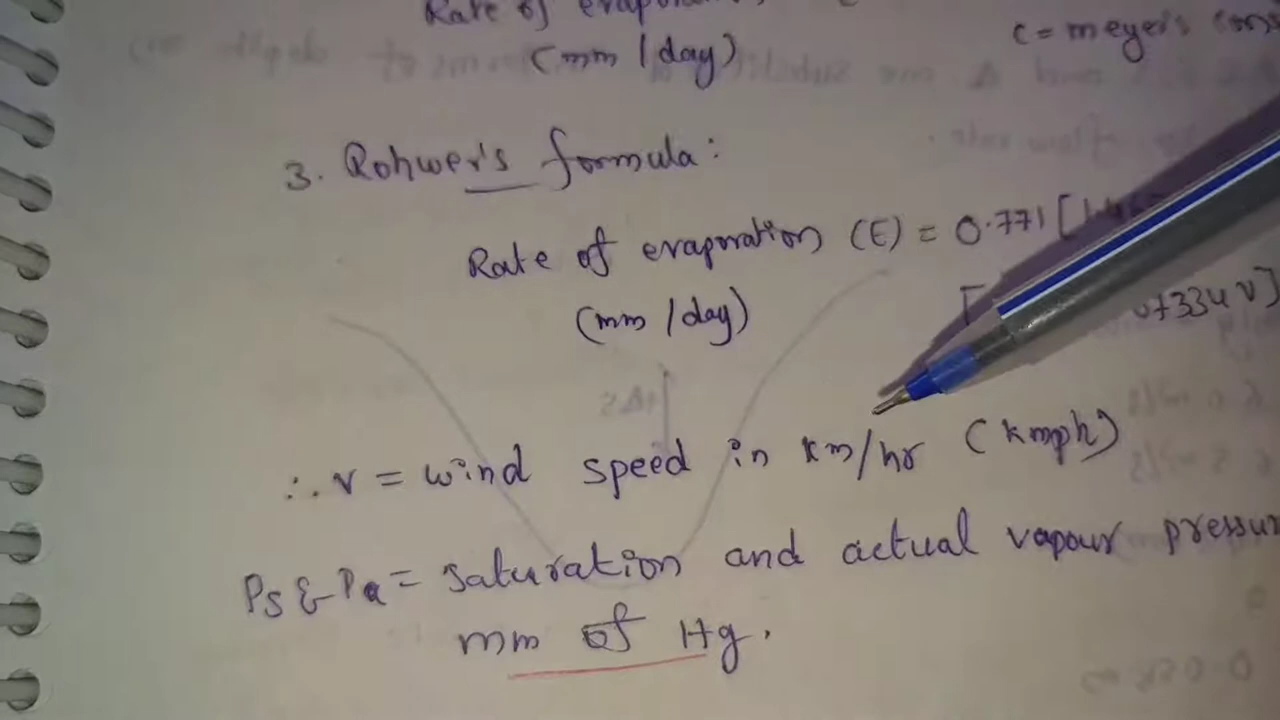 Rate of
(mm / day)
c = meyer's
3. Rohwer's formula:
Rate of evaporation (E) = 0.771 [
(mm / day)
334 V]
∴ v = wind speed in km/hr (kmph)
Ps & Pa = saturation and actual vapour
mm of Hg.